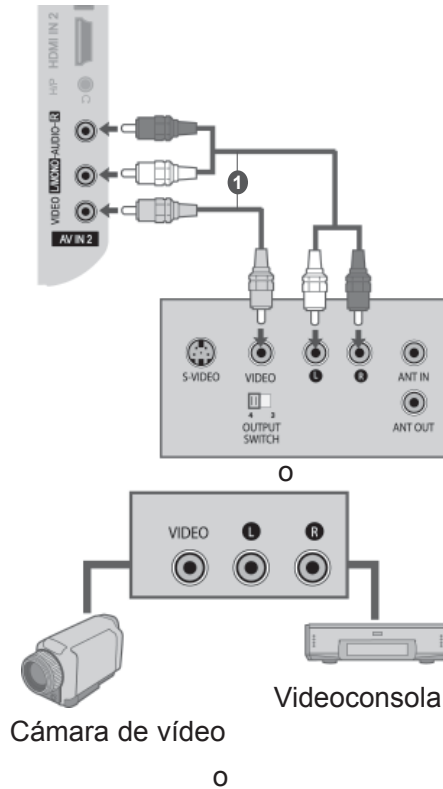 HDMI IN 2
H/P
VIDEO L/MONO-AUDIO-R
AV IN 2
1
S-VIDEO
VIDEO
L
R
ANT IN
4 3
OUTPUT
SWITCH
ANT OUT
o
VIDEO
L
R
Videoconsola
Cámara de vídeo
o